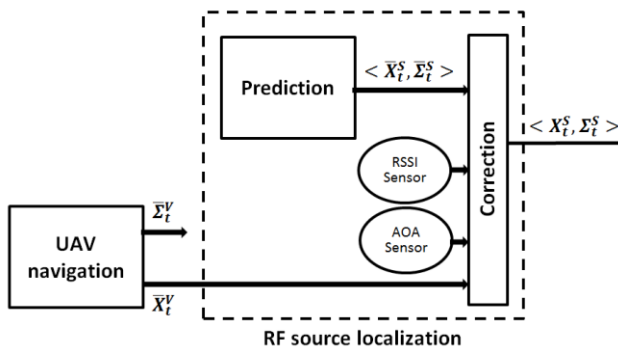 < X̅ₜˢ, Σ̅ₜˢ >
Prediction
< Xₜˢ, Σₜˢ >
RSSI
Sensor
Correction
Σ̅ₜⱽ
AOA
Sensor
UAV
navigation
X̅ₜⱽ
RF source localization